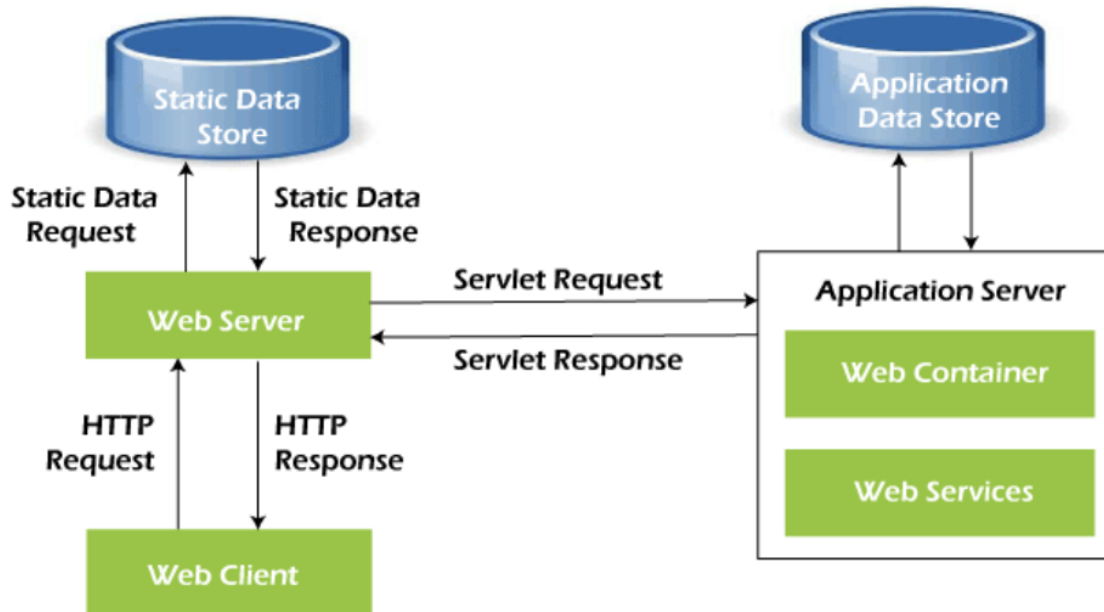 Static Data
Store
Application
Data Store
Static Data
Request
Static Data
Response
Web Server
Servlet Request
Servlet Response
Application Server
Web Container
Web Services
HTTP
Request
HTTP
Response
Web Client